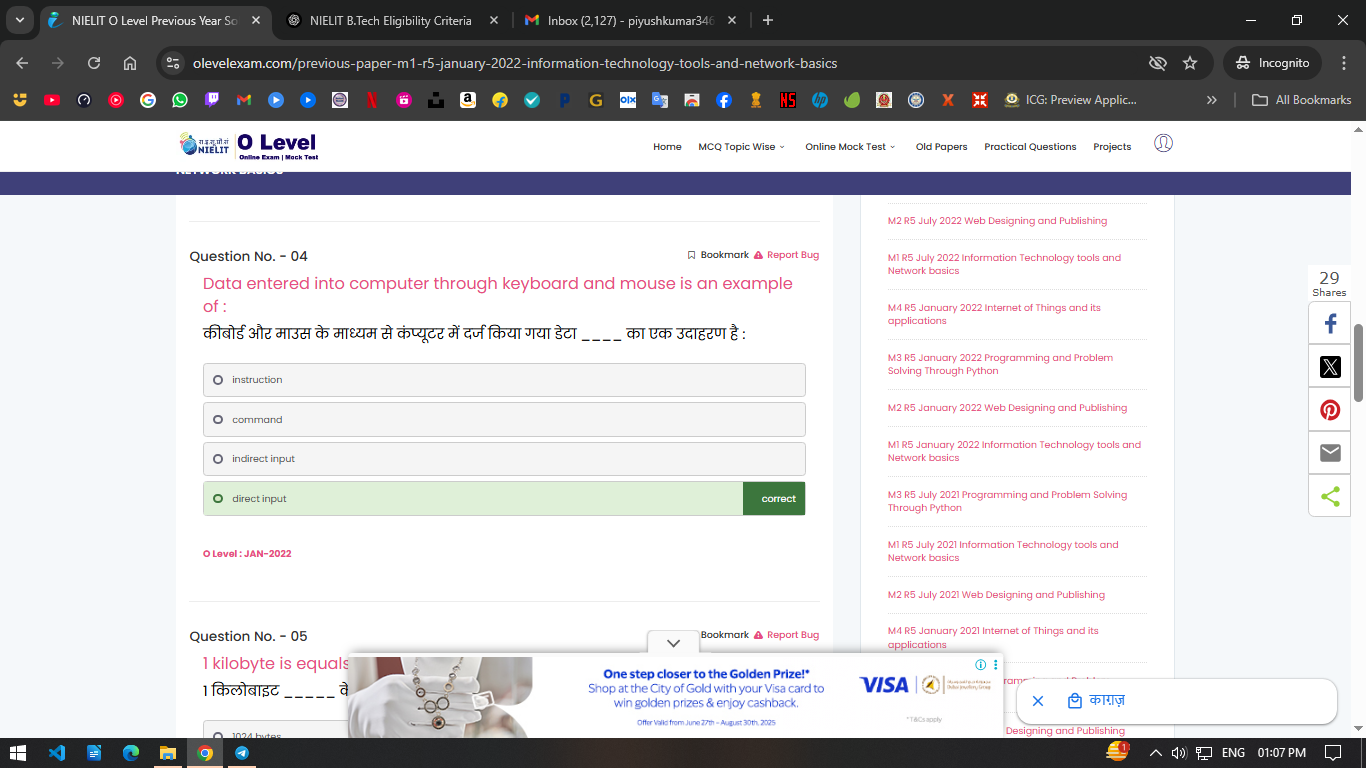 NIELIT O Level Previous Year So
NIELIT B.Tech Eligibility Criteria
Inbox (2,127) - piyushkumar346
olevelexam.com/previous-paper-m1-r5-january-2022-information-technology-tools-and-network-basics
Incognito
ICG: Preview Applic...
All Bookmarks
NIELIT
O Level
Online Exam | Mock Test
Home
MCQ Topic Wise
Online Mock Test
Old Papers
Practical Questions
Projects
NETWORK BASICS
Question No. - 04
Bookmark
Report Bug
Data entered into computer through keyboard and mouse is an example
of :
कीबोर्ड और माउस के माध्यम से कंप्यूटर में दर्ज किया गया डेटा ____ का एक उदाहरण है :
instruction
command
indirect input
direct input
correct
O Level : JAN-2022
Question No. - 05
Bookmark
Report Bug
1 kilobyte is equals
1 किलोबाइट _____ के
1024 bytes
M2 R5 July 2022 Web Designing and Publishing
M1 R5 July 2022 Information Technology tools and
Network basics
M4 R5 January 2022 Internet of Things and its
applications
M3 R5 January 2022 Programming and Problem
Solving Through Python
M2 R5 January 2022 Web Designing and Publishing
M1 R5 January 2022 Information Technology tools and
Network basics
M3 R5 July 2021 Programming and Problem Solving
Through Python
M1 R5 July 2021 Information Technology tools and
Network basics
M2 R5 July 2021 Web Designing and Publishing
M4 R5 January 2021 Internet of Things and its
applications
Designing and Publishing
29
Shares
One step closer to the Golden Prize!*
Shop at the City of Gold with your Visa card to
win golden prizes & enjoy cashback.
Offer Valid from June 27th – August 30th, 2025
VISA
*T&Cs apply
काग़ज़
1
ENG
01:07 PM